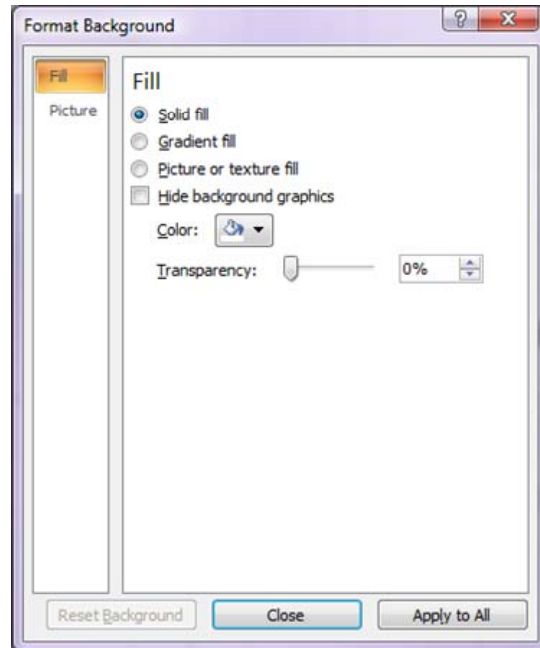 Format Background
Fill
Picture
Fill
Solid fill
Gradient fill
Picture or texture fill
Hide background graphics
Color:
Transparency: 0%
Reset Background Close Apply to All